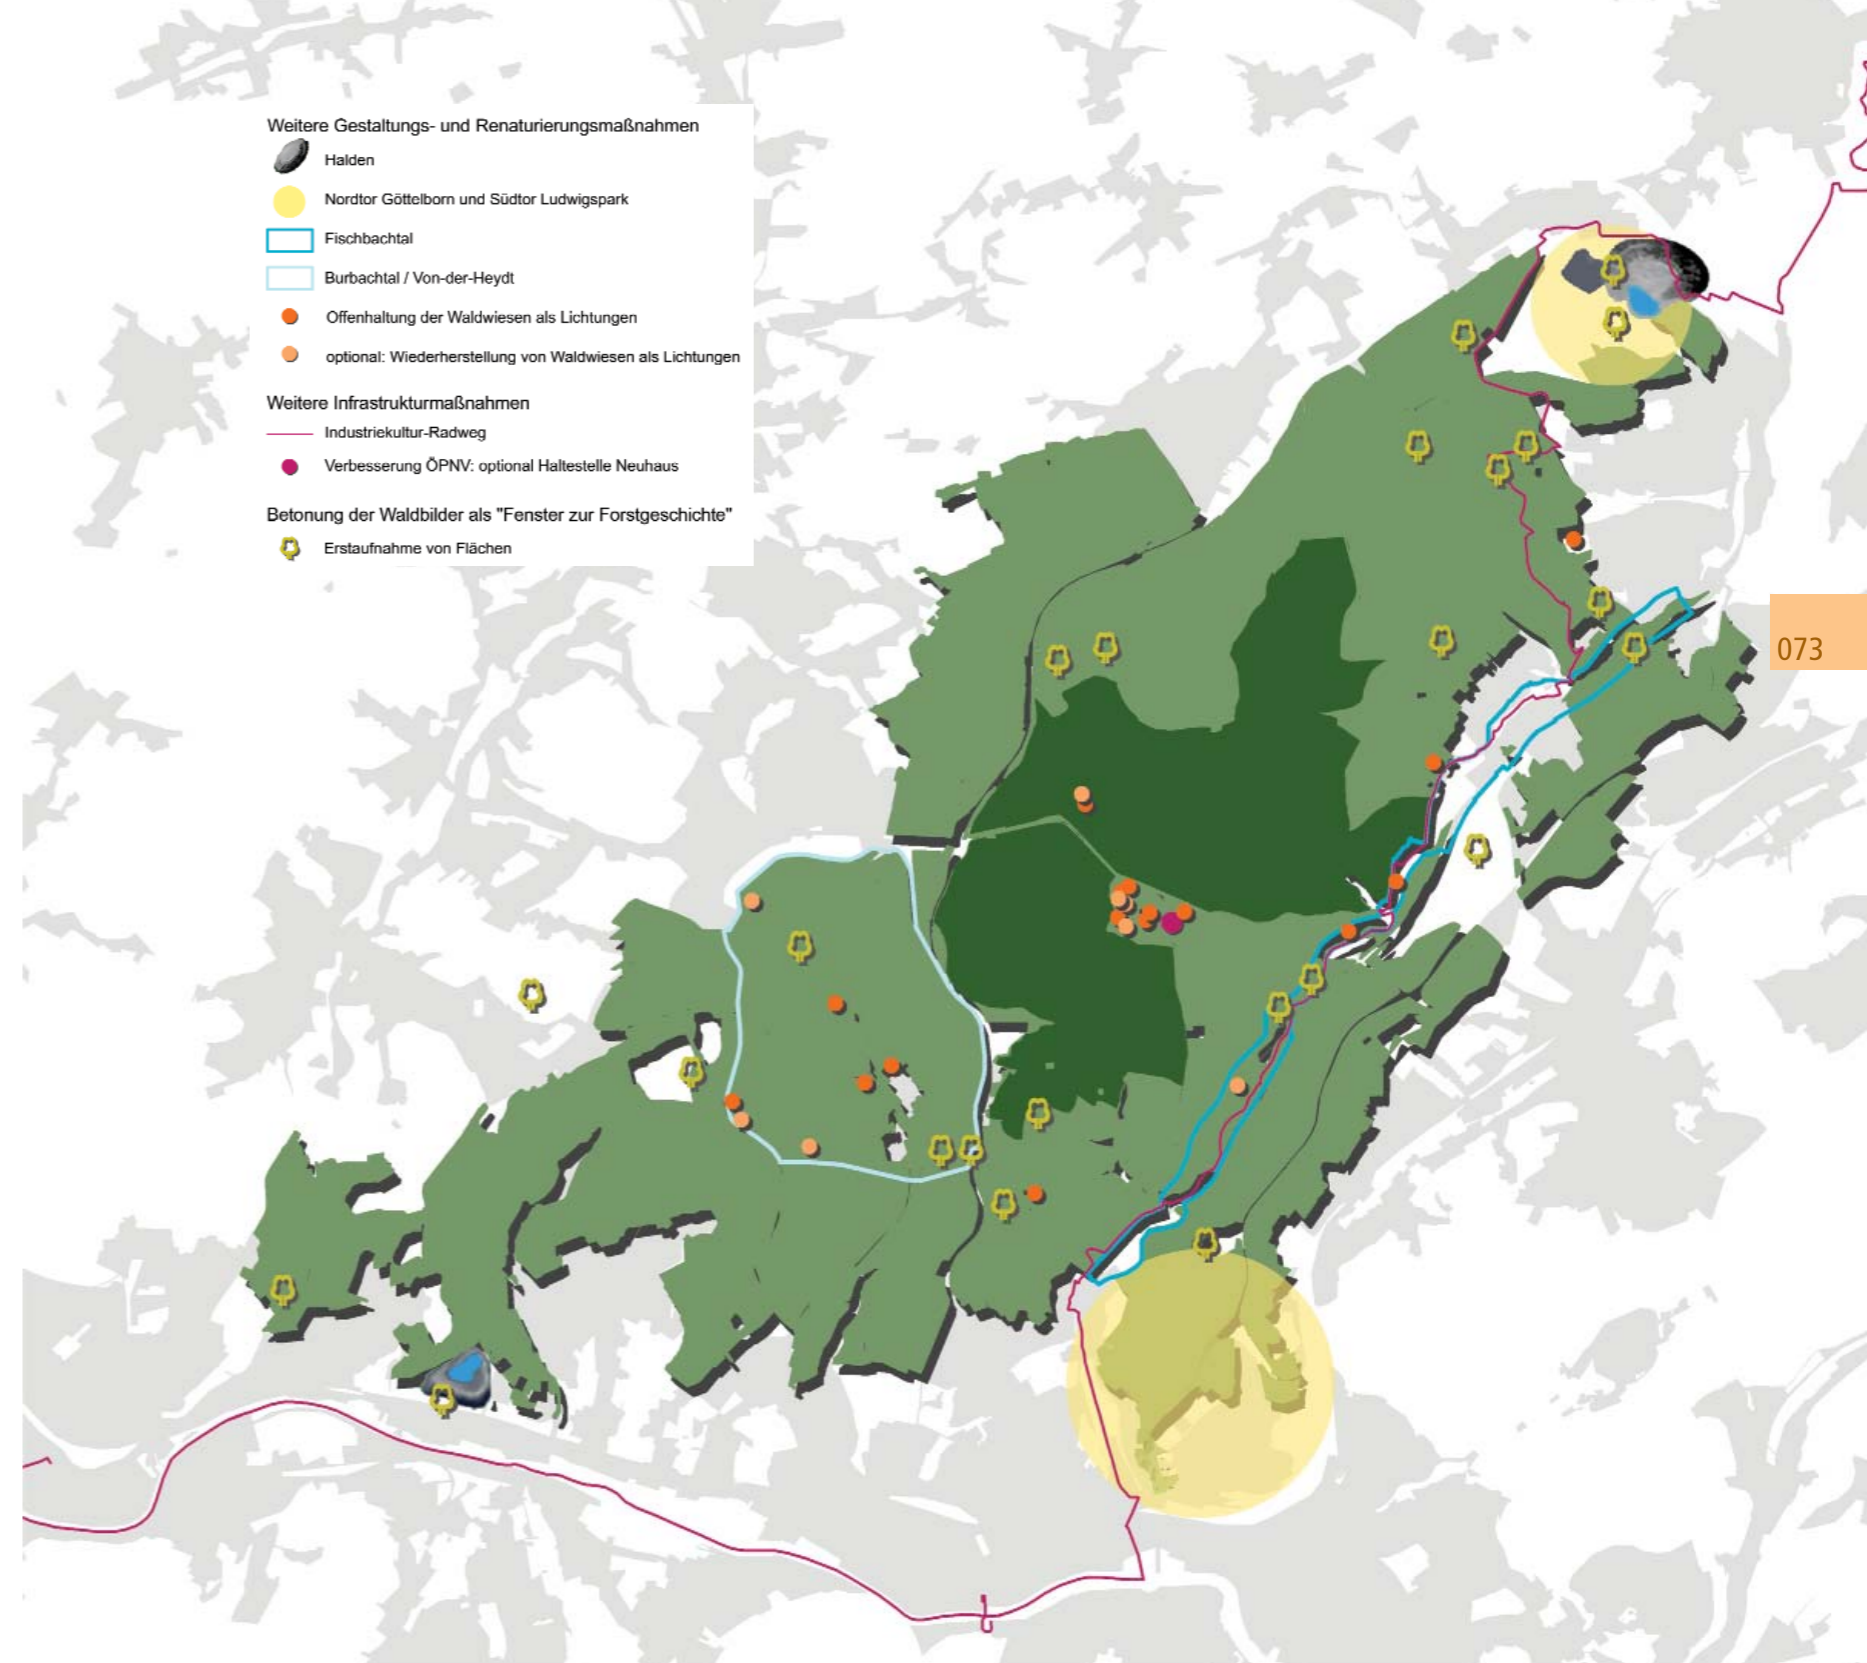 Weitere Gestaltungs- und Renaturierungsmaßnahmen
Halden
Nordtor Göttelborn und Südtor Ludwigspark
Fischbachtal
Burbachtal / Von-der-Heydt
Offenhaltung der Waldwiesen als Lichtungen
optional: Wiederherstellung von Waldwiesen als Lichtungen
Weitere Infrastrukturmaßnahmen
Industriekultur-Radweg
Verbesserung ÖPNV: optional Haltestelle Neuhaus
Betonung der Waldbilder als "Fenster zur Forstgeschichte"
Erstaufnahme von Flächen
073